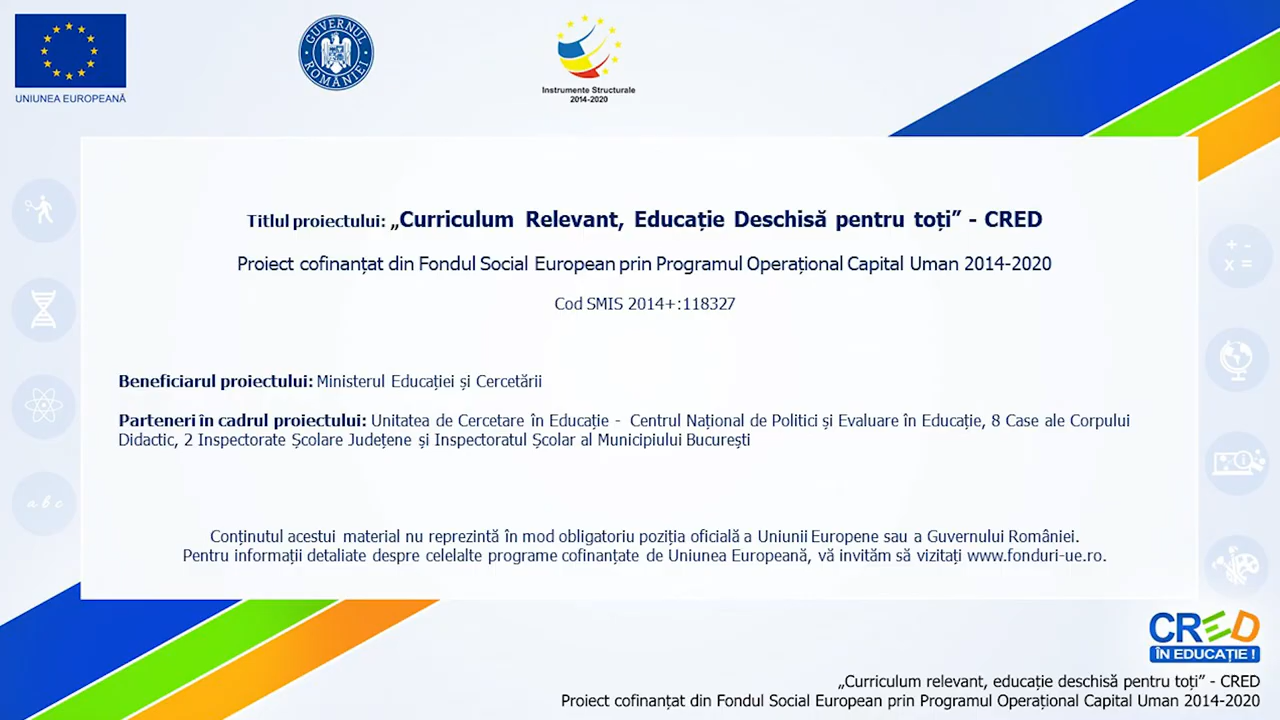 UNIUNEA EUROPEANĂ
GUVERNUL ROMÂNIEI
Instrumente Structurale
2014-2020
Titlul proiectului: „Curriculum Relevant, Educație Deschisă pentru toți” - CRED
Proiect cofinanțat din Fondul Social European prin Programul Operațional Capital Uman 2014-2020
Cod SMIS 2014+:118327
Beneficiarul proiectului: Ministerul Educației și Cercetării
Parteneri în cadrul proiectului: Unitatea de Cercetare în Educație - Centrul Național de Politici și Evaluare în Educație, 8 Case ale Corpului
Didactic, 2 Inspectorate Școlare Județene și Inspectoratul Școlar al Municipiului București
a b c
Conținutul acestui material nu reprezintă în mod obligatoriu poziția oficială a Uniunii Europene sau a Guvernului României.
Pentru informații detaliate despre celelalte programe cofinanțate de Uniunea Europeană, vă invităm să vizitați www.fonduri-ue.ro.
CRED
ÎN EDUCAȚIE !
„Curriculum relevant, educație deschisă pentru toți” - CRED
Proiect cofinanțat din Fondul Social European prin Programul Operațional Capital Uman 2014-2020